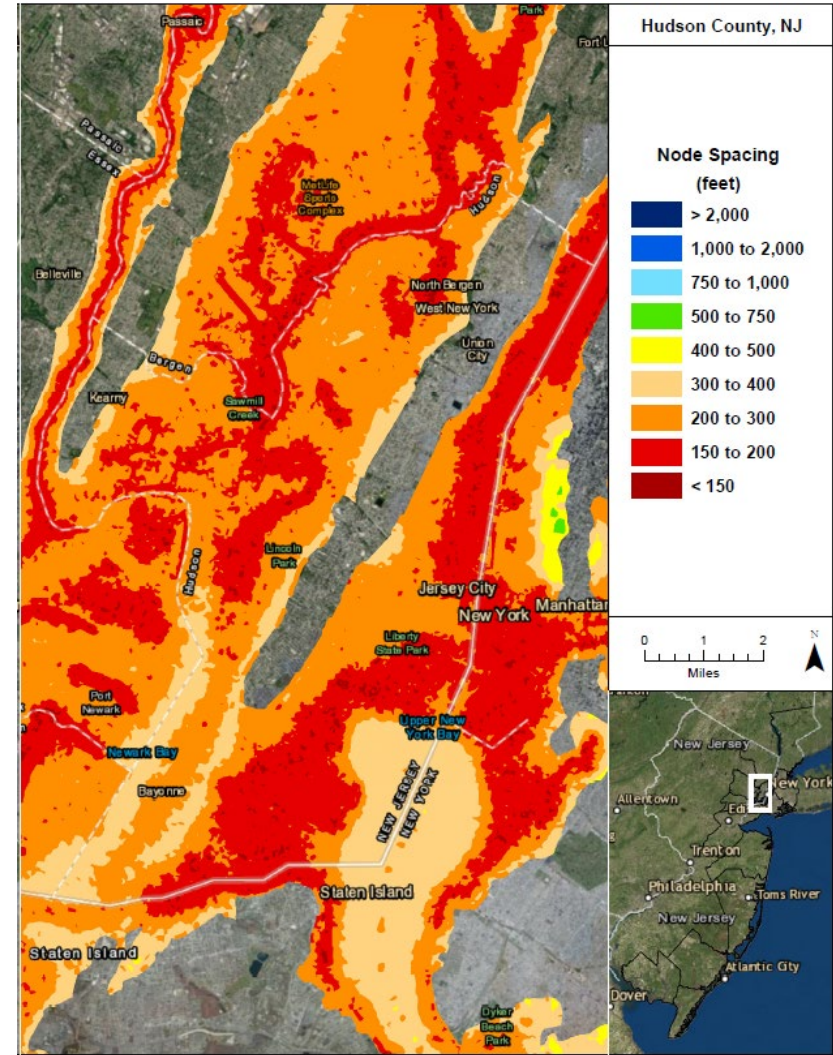 Passaic
Park
Fort L
Hudson County, NJ
Passaic
Essex
MetLife
Sports
Complex
Hudson
Belleville
North Bergen
West New York
Union
City
Bergen
Kearny
Sawmill
Creek
Hudson
Lincoln
Park
Jersey City
New York
Manhattan
Liberty
State Park
Port
Newark
Newark Bay
Upper New
York Bay
Bayonne
NEW JERSEY
NEW YORK
Staten Island
Staten Island
Dyker
Beach
Park
Node Spacing
(feet)
> 2,000
1,000 to 2,000
750 to 1,000
500 to 750
400 to 500
300 to 400
200 to 300
150 to 200
< 150
0 1 2
Miles
N
New Jersey
New York
Allentown
Edi
Trenton
Philadelphia
Toms River
New Jersey
Atlantic City
Dover